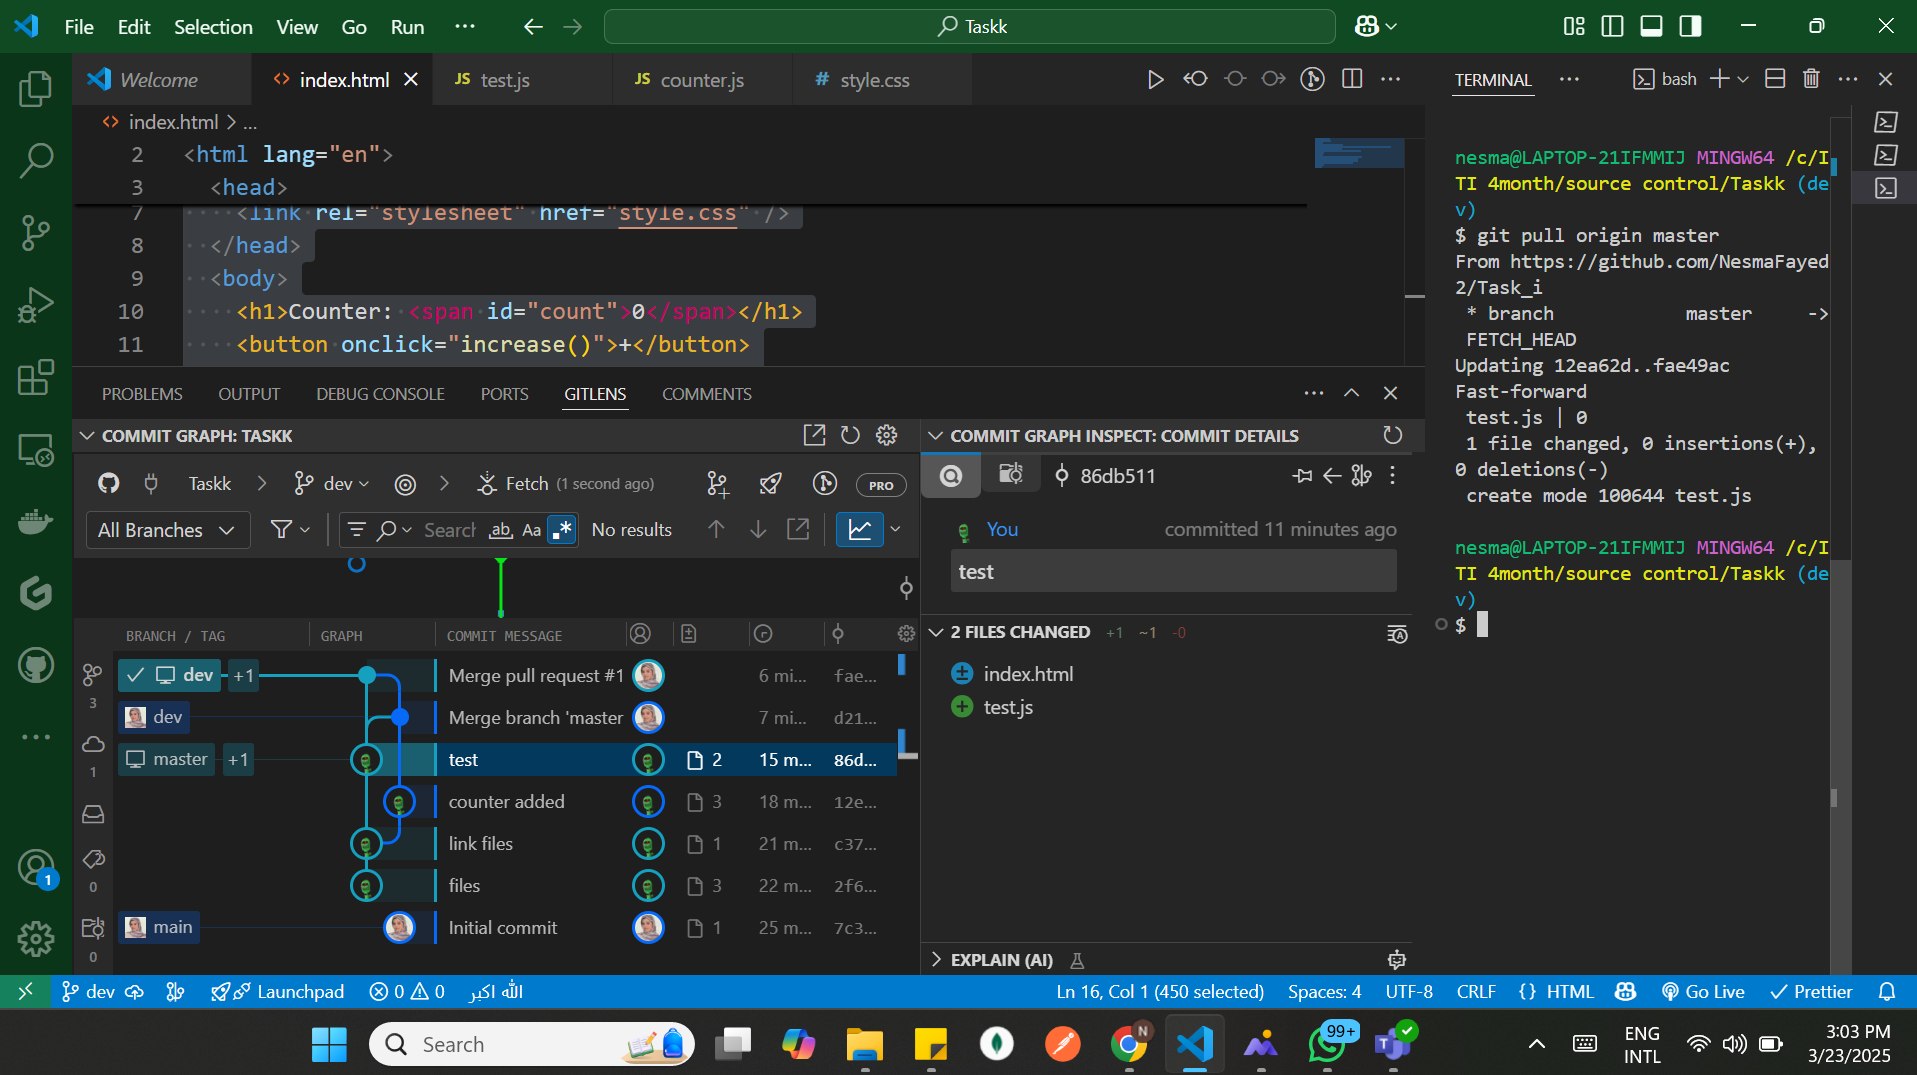 File Edit Selection View Go Run ··· Taskk
Welcome
index.html
JS test.js
JS counter.js
# style.css
index.html > ...
2 <html lang="en">
3 <head>
7 <link rel="stylesheet" href="style.css" />
8 </head>
9 <body>
10 <h1>Counter: <span id="count">0</span></h1>
11 <button onclick="increase()">+</button>
PROBLEMS OUTPUT DEBUG CONSOLE PORTS GITLENS COMMENTS
COMMIT GRAPH: TASKK
Taskk > dev > Fetch (1 second ago) PRO
All Branches Search ab Aa .* No results
BRANCH / TAG GRAPH COMMIT MESSAGE
dev +1 Merge pull request #1 6 mi... fae...
3
dev Merge branch 'master 7 mi... d21...
master +1 test 2 15 m... 86d...
1
counter added 3 18 m... 12e...
link files 1 21 m... c37...
files 3 22 m... 2f6...
0
main Initial commit 1 25 m... 7c3...
0
1
COMMIT GRAPH INSPECT: COMMIT DETAILS
86db511
You committed 11 minutes ago
test
2 FILES CHANGED +1 ~1 -0
index.html
test.js
EXPLAIN (AI)
TERMINAL ··· bash
nesma@LAPTOP-21IFMMIJ MINGW64 /c/I
TI 4month/source control/Taskk (de
v)
$ git pull origin master
From https://github.com/NesmaFayed
2/Task_i
* branch master ->
FETCH_HEAD
Updating 12ea62d..fae49ac
Fast-forward
test.js | 0
1 file changed, 0 insertions(+),
0 deletions(-)
create mode 100644 test.js
nesma@LAPTOP-21IFMMIJ MINGW64 /c/I
TI 4month/source control/Taskk (de
v)
$
dev Launchpad 0 0 الله اكبر Ln 16, Col 1 (450 selected) Spaces: 4 UTF-8 CRLF {} HTML Go Live Prettier
Search
N
99+
ENG
INTL
3:03 PM
3/23/2025